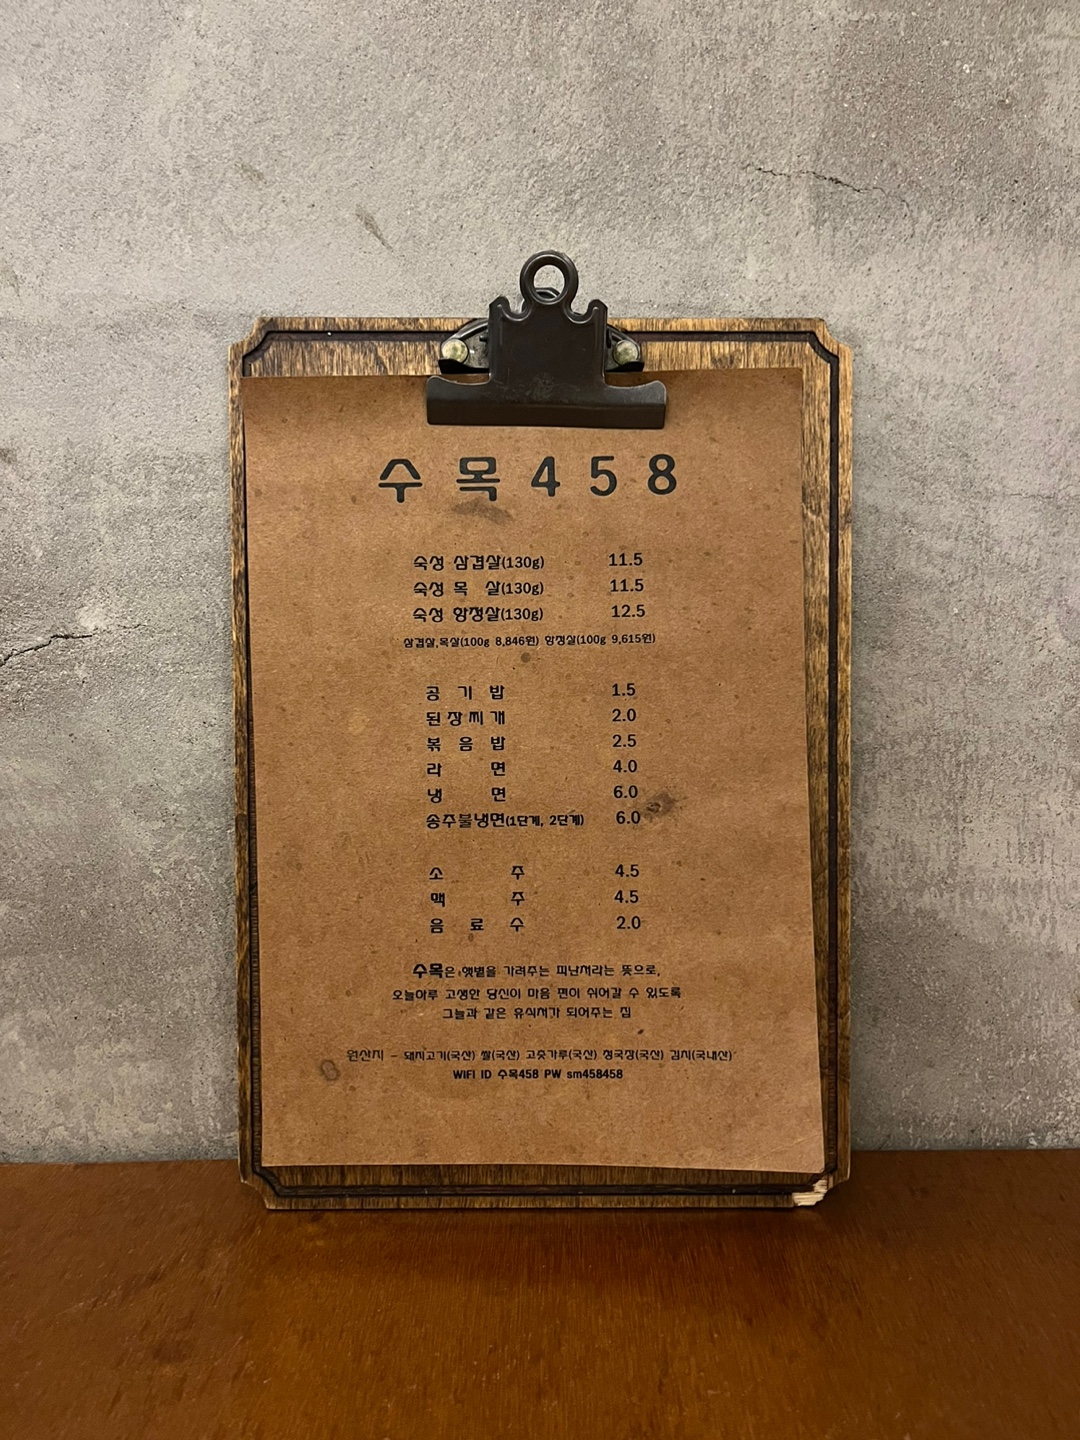 수목458
숙성 삼겹살(130g) 11.5
숙성 목 살(130g) 11.5
숙성 항정살(130g) 12.5
삼겹살,목살(100g 8,846원) 항정살(100g 9,615원)
공 기 밥 1.5
된장찌개 2.0
볶 음 밥 2.5
라 면 4.0
냉 면 6.0
송주불냉면(1단계, 2단계) 6.0
소 주 4.5
맥 주 4.5
음 료 수 2.0
수목은 햇볕을 가려주는 피난처라는 뜻으로,
오늘하루 고생한 당신이 마음 편히 쉬어갈 수 있도록
그늘과 같은 휴식처가 되어주는 집
원산지 - 돼지고기(국산) 쌀(국산) 고춧가루(국산) 청국장(국산) 김치(국내산)
WIFI ID 수목458 PW sm458458